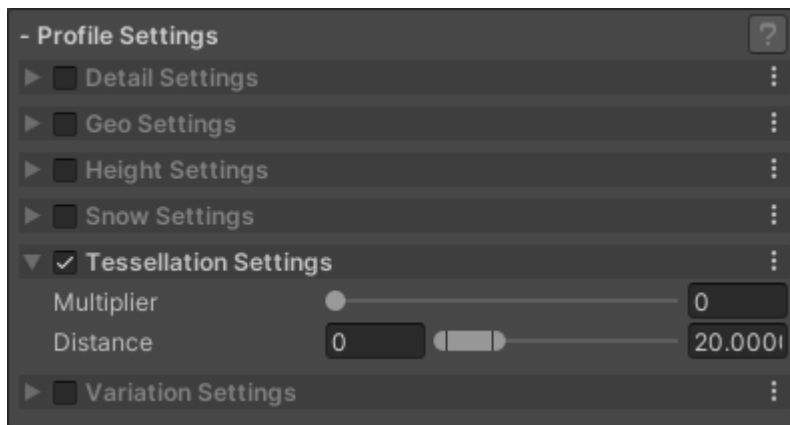 - Profile Settings ?
Detail Settings
Geo Settings
Height Settings
Snow Settings
Tessellation Settings
Multiplier 0
Distance 0 20.000
Variation Settings